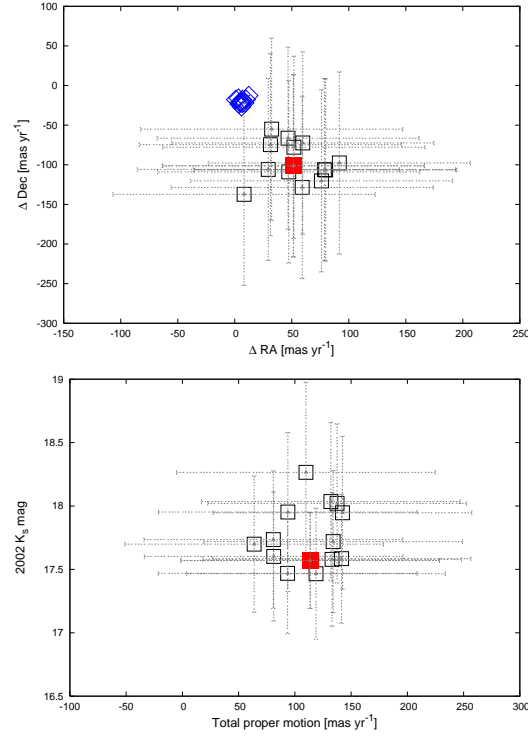 100
50
0
-50
-100
-150
-200
-250
-300
Δ Dec [mas yr⁻¹]
-150 -100 -50 0 50 100 150 200 250
Δ RA [mas yr⁻¹]
19
18.5
18
17.5
17
16.5
2002 Kₛ mag
-100 -50 0 50 100 150 200 250 300
Total proper motion [mas yr⁻¹]